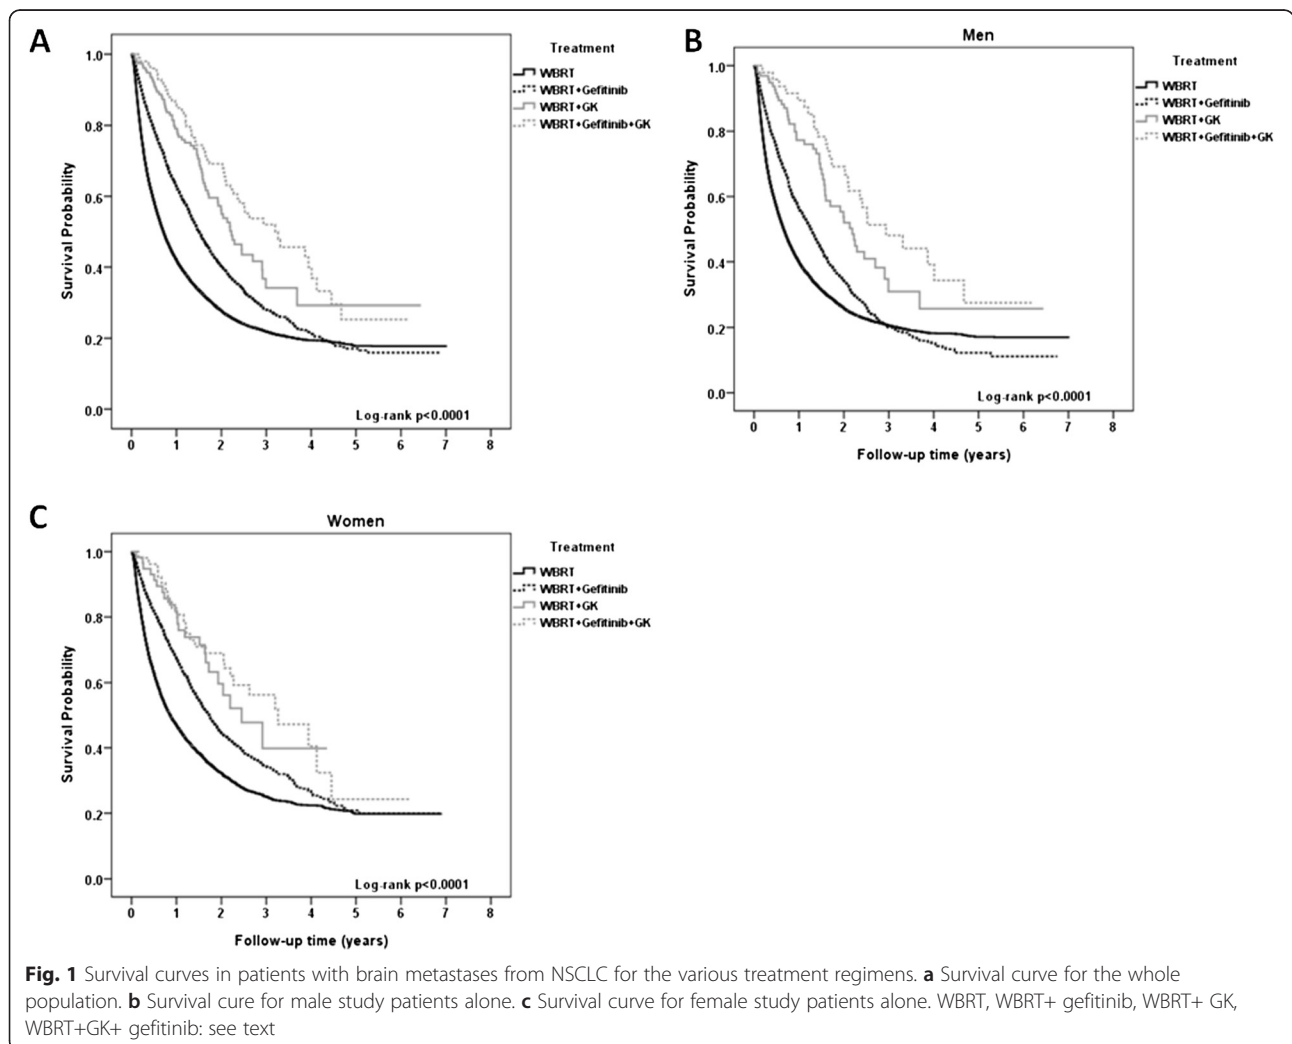 A
Treatment
WBRT
WBRT+Gefitinib
WBRT+GK
WBRT+Gefitinib+GK
Survival Probability
1.0
0.8
0.6
0.4
0.2
0.0
Log-rank p<0.0001
0 1 2 3 4 5 6 7 8
B
Men
Treatment
WBRT
WBRT+Gefitinib
WBRT+GK
WBRT+Gefitinib+GK
Survival Probability
1.0
0.8
0.6
0.4
0.2
0.0
Log-rank p<0.0001
0 1 2 3 4 5 6 7 8
Follow-up time (years)
C
Women
Treatment
WBRT
WBRT+Gefitinib
WBRT+GK
WBRT+Gefitinib+GK
Survival Probability
1.0
0.8
0.6
0.4
0.2
0.0
Log-rank p<0.0001
0 1 2 3 4 5 6 7 8
Follow-up time (years)
Fig. 1 Survival curves in patients with brain metastases from NSCLC for the various treatment regimens. a Survival curve for the whole
population. b Survival cure for male study patients alone. c Survival curve for female study patients alone. WBRT, WBRT+ gefitinib, WBRT+ GK,
WBRT+GK+ gefitinib: see text